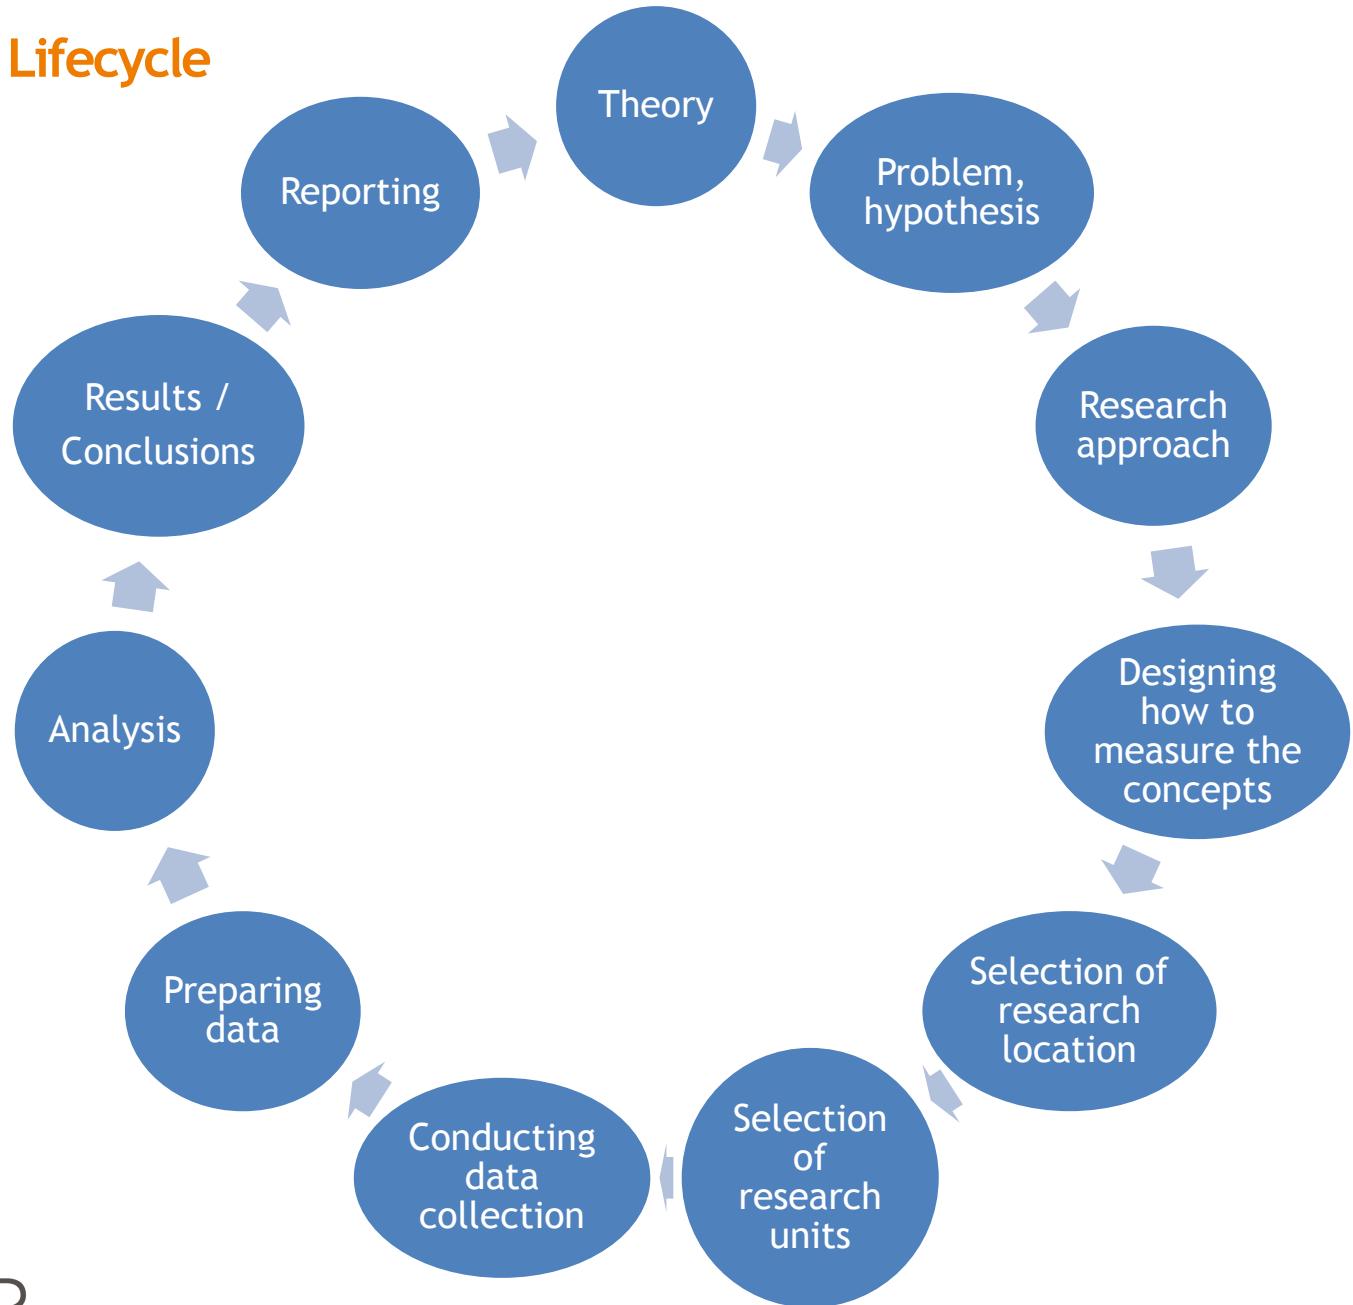 Lifecycle
Theory
Problem,
hypothesis
Research
approach
Designing
how to
measure the
concepts
Selection of
research
location
Selection
of
research
units
Conducting
data
collection
Preparing
data
Analysis
Results /
Conclusions
Reporting